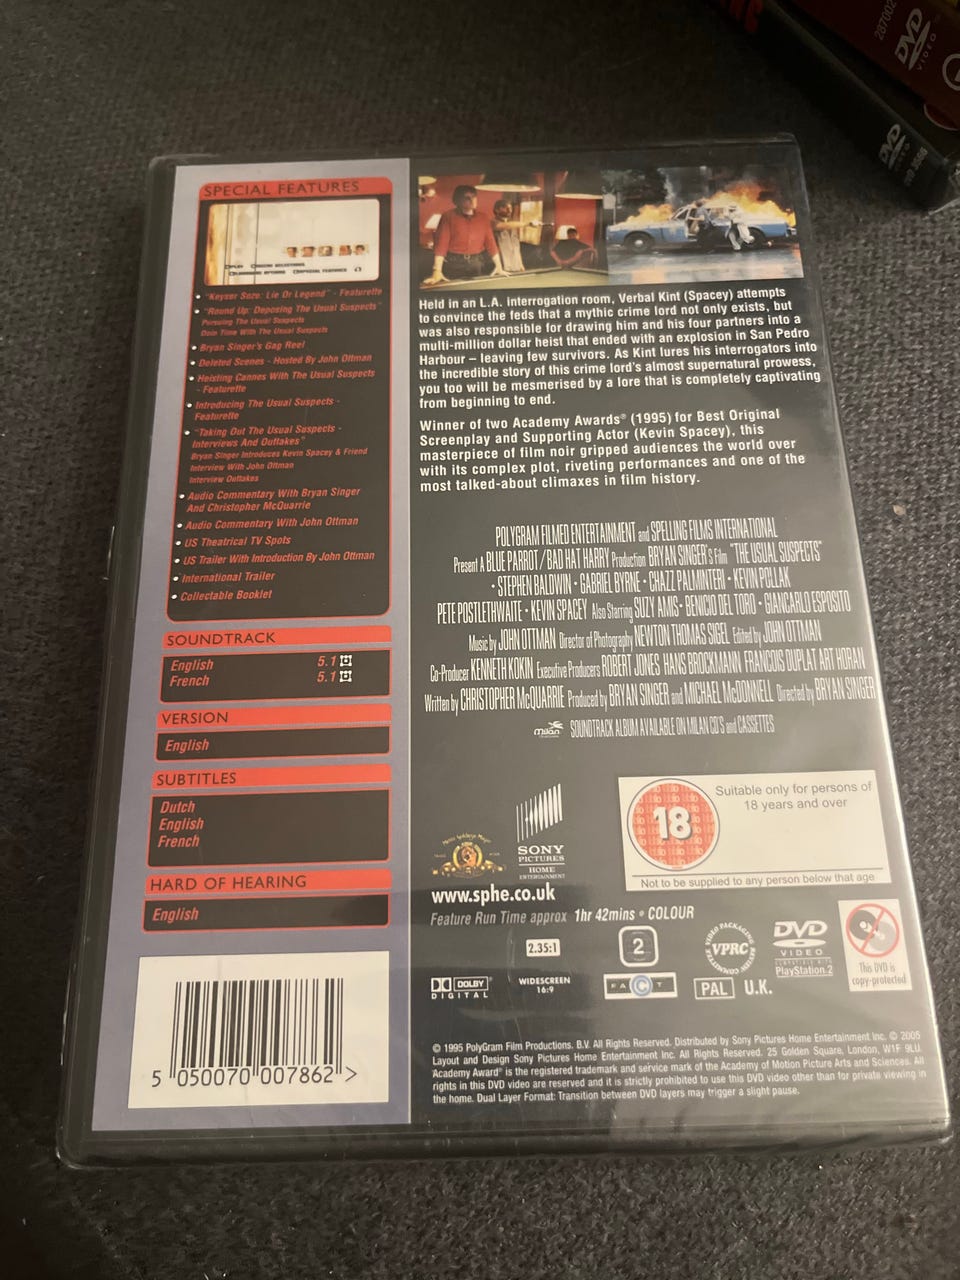 287002
DVD
VIDEO
DVD
VIDEO
SPECIAL FEATURES
"Keyser Soze: Lie Or Legend" - Featurette
"Round Up: Deposing The Usual Suspects"
Pursuing The Usual Suspects
Doin Time With The Usual Suspects
Bryan Singer's Gag Reel
Deleted Scenes - Hosted By John Ottman
Heisting Cannes With The Usual Suspects
- Featurette
Introducing The Usual Suspects -
Featurette
"Taking Out The Usual Suspects -
Interviews And Outtakes"
Bryan Singer Introduces Kevin Spacey & Friend
Interview With John Ottman
Interview Outtakes
Audio Commentary With Bryan Singer
And Christopher McQuarrie
Audio Commentary With John Ottman
US Theatrical TV Spots
US Trailer With Introduction By John Ottman
International Trailer
Collectable Booklet
SOUNDTRACK
English 5.1
French 5.1
VERSION
English
SUBTITLES
Dutch
English
French
HARD OF HEARING
English
5 050070 007862 >
Held in an L.A. interrogation room, Verbal Kint (Spacey) attempts
to convince the feds that a mythic crime lord not only exists, but
was also responsible for drawing him and his four partners into a
multi-million dollar heist that ended with an explosion in San Pedro
Harbour – leaving few survivors. As Kint lures his interrogators into
the incredible story of this crime lord's almost supernatural prowess,
you too will be mesmerised by a lore that is completely captivating
from beginning to end.
Winner of two Academy Awards® (1995) for Best Original
Screenplay and Supporting Actor (Kevin Spacey), this
masterpiece of film noir gripped audiences the world over
with its complex plot, riveting performances and one of the
most talked-about climaxes in film history.
POLYGRAM FILMED ENTERTAINMENT and SPELLING FILMS INTERNATIONAL
Present A BLUE PARROT / BAD HAT HARRY Production BRYAN SINGER'S Film "THE USUAL SUSPECTS"
• STEPHEN BALDWIN • GABRIEL BYRNE • CHAZZ PALMINTERI • KEVIN POLLAK
PETE POSTLETHWAITE • KEVIN SPACEY Also Starring SUZY AMIS • BENICIO DEL TORO • GIANCARLO ESPOSITO
Music by JOHN OTTMAN Director of Photography NEWTON THOMAS SIGEL Edited by JOHN OTTMAN
Co-Producer KENNETH KOKIN Executive Producers ROBERT JONES HANS BROCKMANN FRANCOIS DUPLAT ART HORAN
Written by CHRISTOPHER McQUARRIE Produced by BRYAN SINGER and MICHAEL McDONNELL Directed by BRYAN SINGER
milan SOUNDTRACK ALBUM AVAILABLE ON MILAN CD'S and CASSETTES
SONY
PICTURES
HOME
ENTERTAINMENT
18
Suitable only for persons of
18 years and over
Not to be supplied to any person below that age
www.sphe.co.uk
Feature Run Time approx 1hr 42mins • COLOUR
2.35:1
2
VIDEO PACKAGING REVIEW COMMITTEE
VPRC
DVD
VIDEO
COMPATIBLE WITH
PlayStation.2
This DVD is
copy-protected
DOLBY
DIGITAL
WIDESCREEN
16:9
FACT
PAL U.K.
© 1995 PolyGram Film Productions. B.V. All Rights Reserved. Distributed by Sony Pictures Home Entertainment Inc. © 2005
Layout and Design Sony Pictures Home Entertainment Inc. All Rights Reserved. 25 Golden Square, London, W1F 9LU.
'Academy Award' is the registered trademark and service mark of the Academy of Motion Picture Arts and Sciences. All
rights in this DVD video are reserved and it is strictly prohibited to use this DVD video other than for private viewing in
the home. Dual Layer Format: Transition between DVD layers may trigger a slight pause.